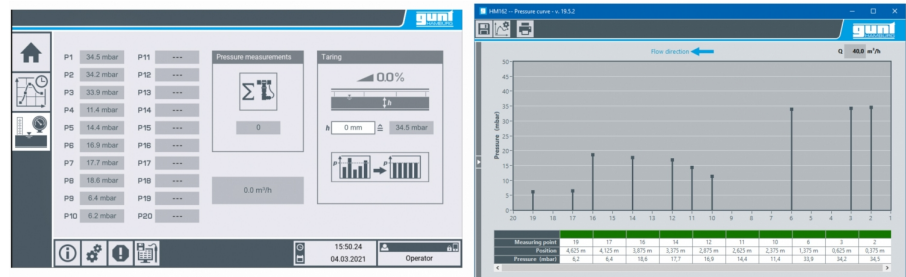 gunt
HAMBURG
P1 34.5 mbar P11 ---
P2 34.2 mbar P12 ---
P3 33.9 mbar P13 ---
P4 11.4 mbar P14 ---
P5 14.4 mbar P15 ---
P6 16.9 mbar P16 ---
P7 17.7 mbar P17 ---
P8 18.6 mbar P18 ---
P9 6.4 mbar P19 ---
P10 6.2 mbar P20 ---
Pressure measurements
Σ
0
0.0 m³/h
Taring
0.0%
h
h 0 mm ≙ 34.5 mbar
P P
15:50.24
04.03.2021
Operator
HM162 – Pressure curve - v. 19.5.2
gunt
HAMBURG
Flow direction
Q 40,0 m³/h
Pressure (mbar)
50
45
40
35
30
25
20
15
10
5
0
20 19 18 17 16 15 14 13 12 11 10 9 8 7 6 5 4 3 2 1
Measuring point 19 17 16 14 12 11 10 6 3 2
Position 4,625 m 4,125 m 3,875 m 3,375 m 2,875 m 2,625 m 2,375 m 1,375 m 0,625 m 0,375 m
Pressure (mbar) 6,2 6,4 18,6 17,7 16,9 14,4 11,4 33,9 34,2 34,5